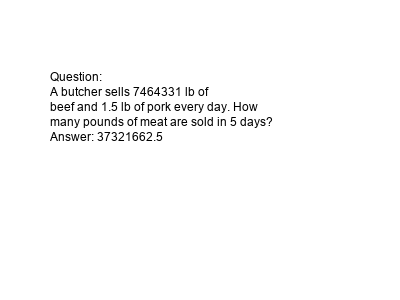 Question:
A butcher sells 7464331 lb of
beef and 1.5 lb of pork every day. How
many pounds of meat are sold in 5 days?
Answer: 37321662.5